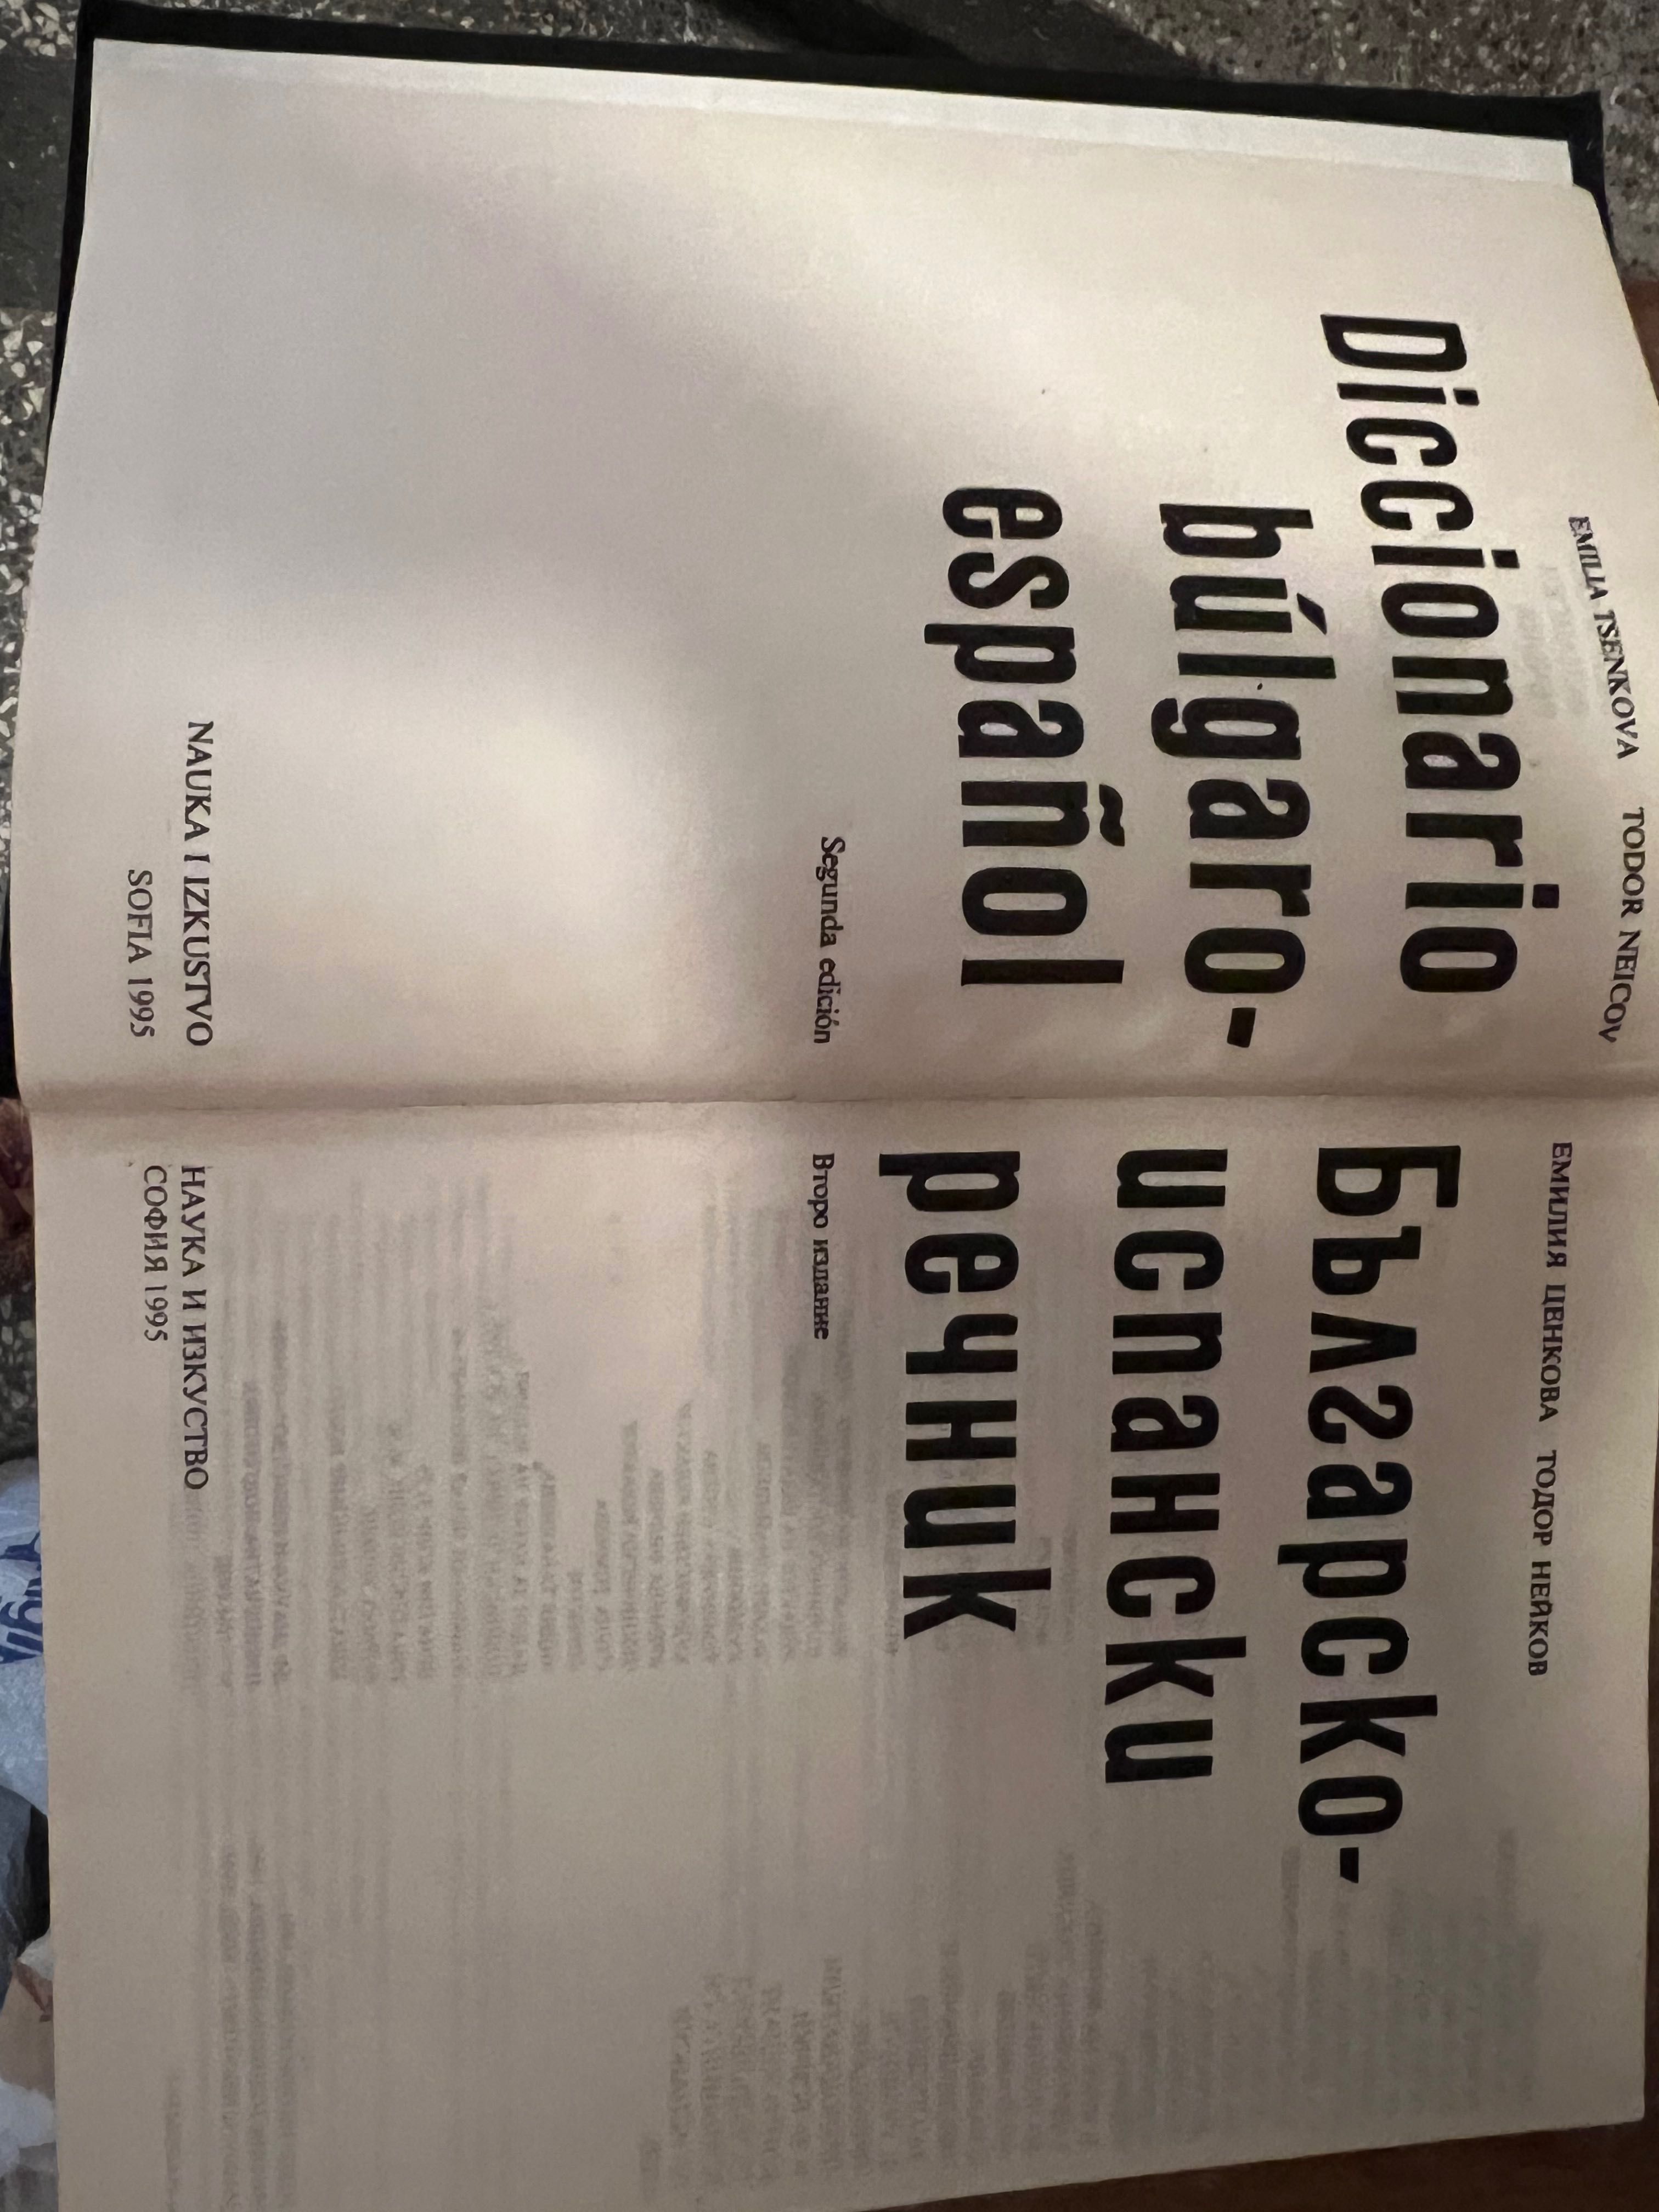 EMILIA TSENKOVA TODOR NEICOV
Diccionario
búlgaro-
español
Segunda edición
NAUKA I IZKUSTVO
SOFIA 1995
ЕМИЛИЯ ЦЕНКОВА ТОДОР НЕЙКОВ
Българско-
испански
речник
Второ издание
НАУКА И ИЗКУСТВО
СОФИЯ 1995